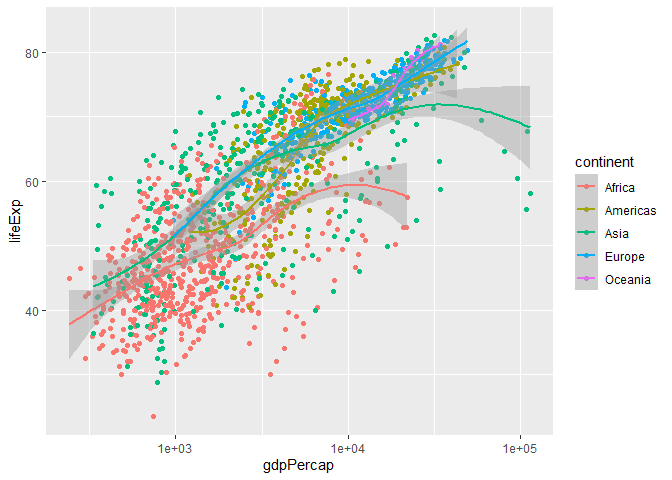 80
60
40
lifeExp
1e+03
1e+04
1e+05
gdpPercap
continent
Africa
Americas
Asia
Europe
Oceania